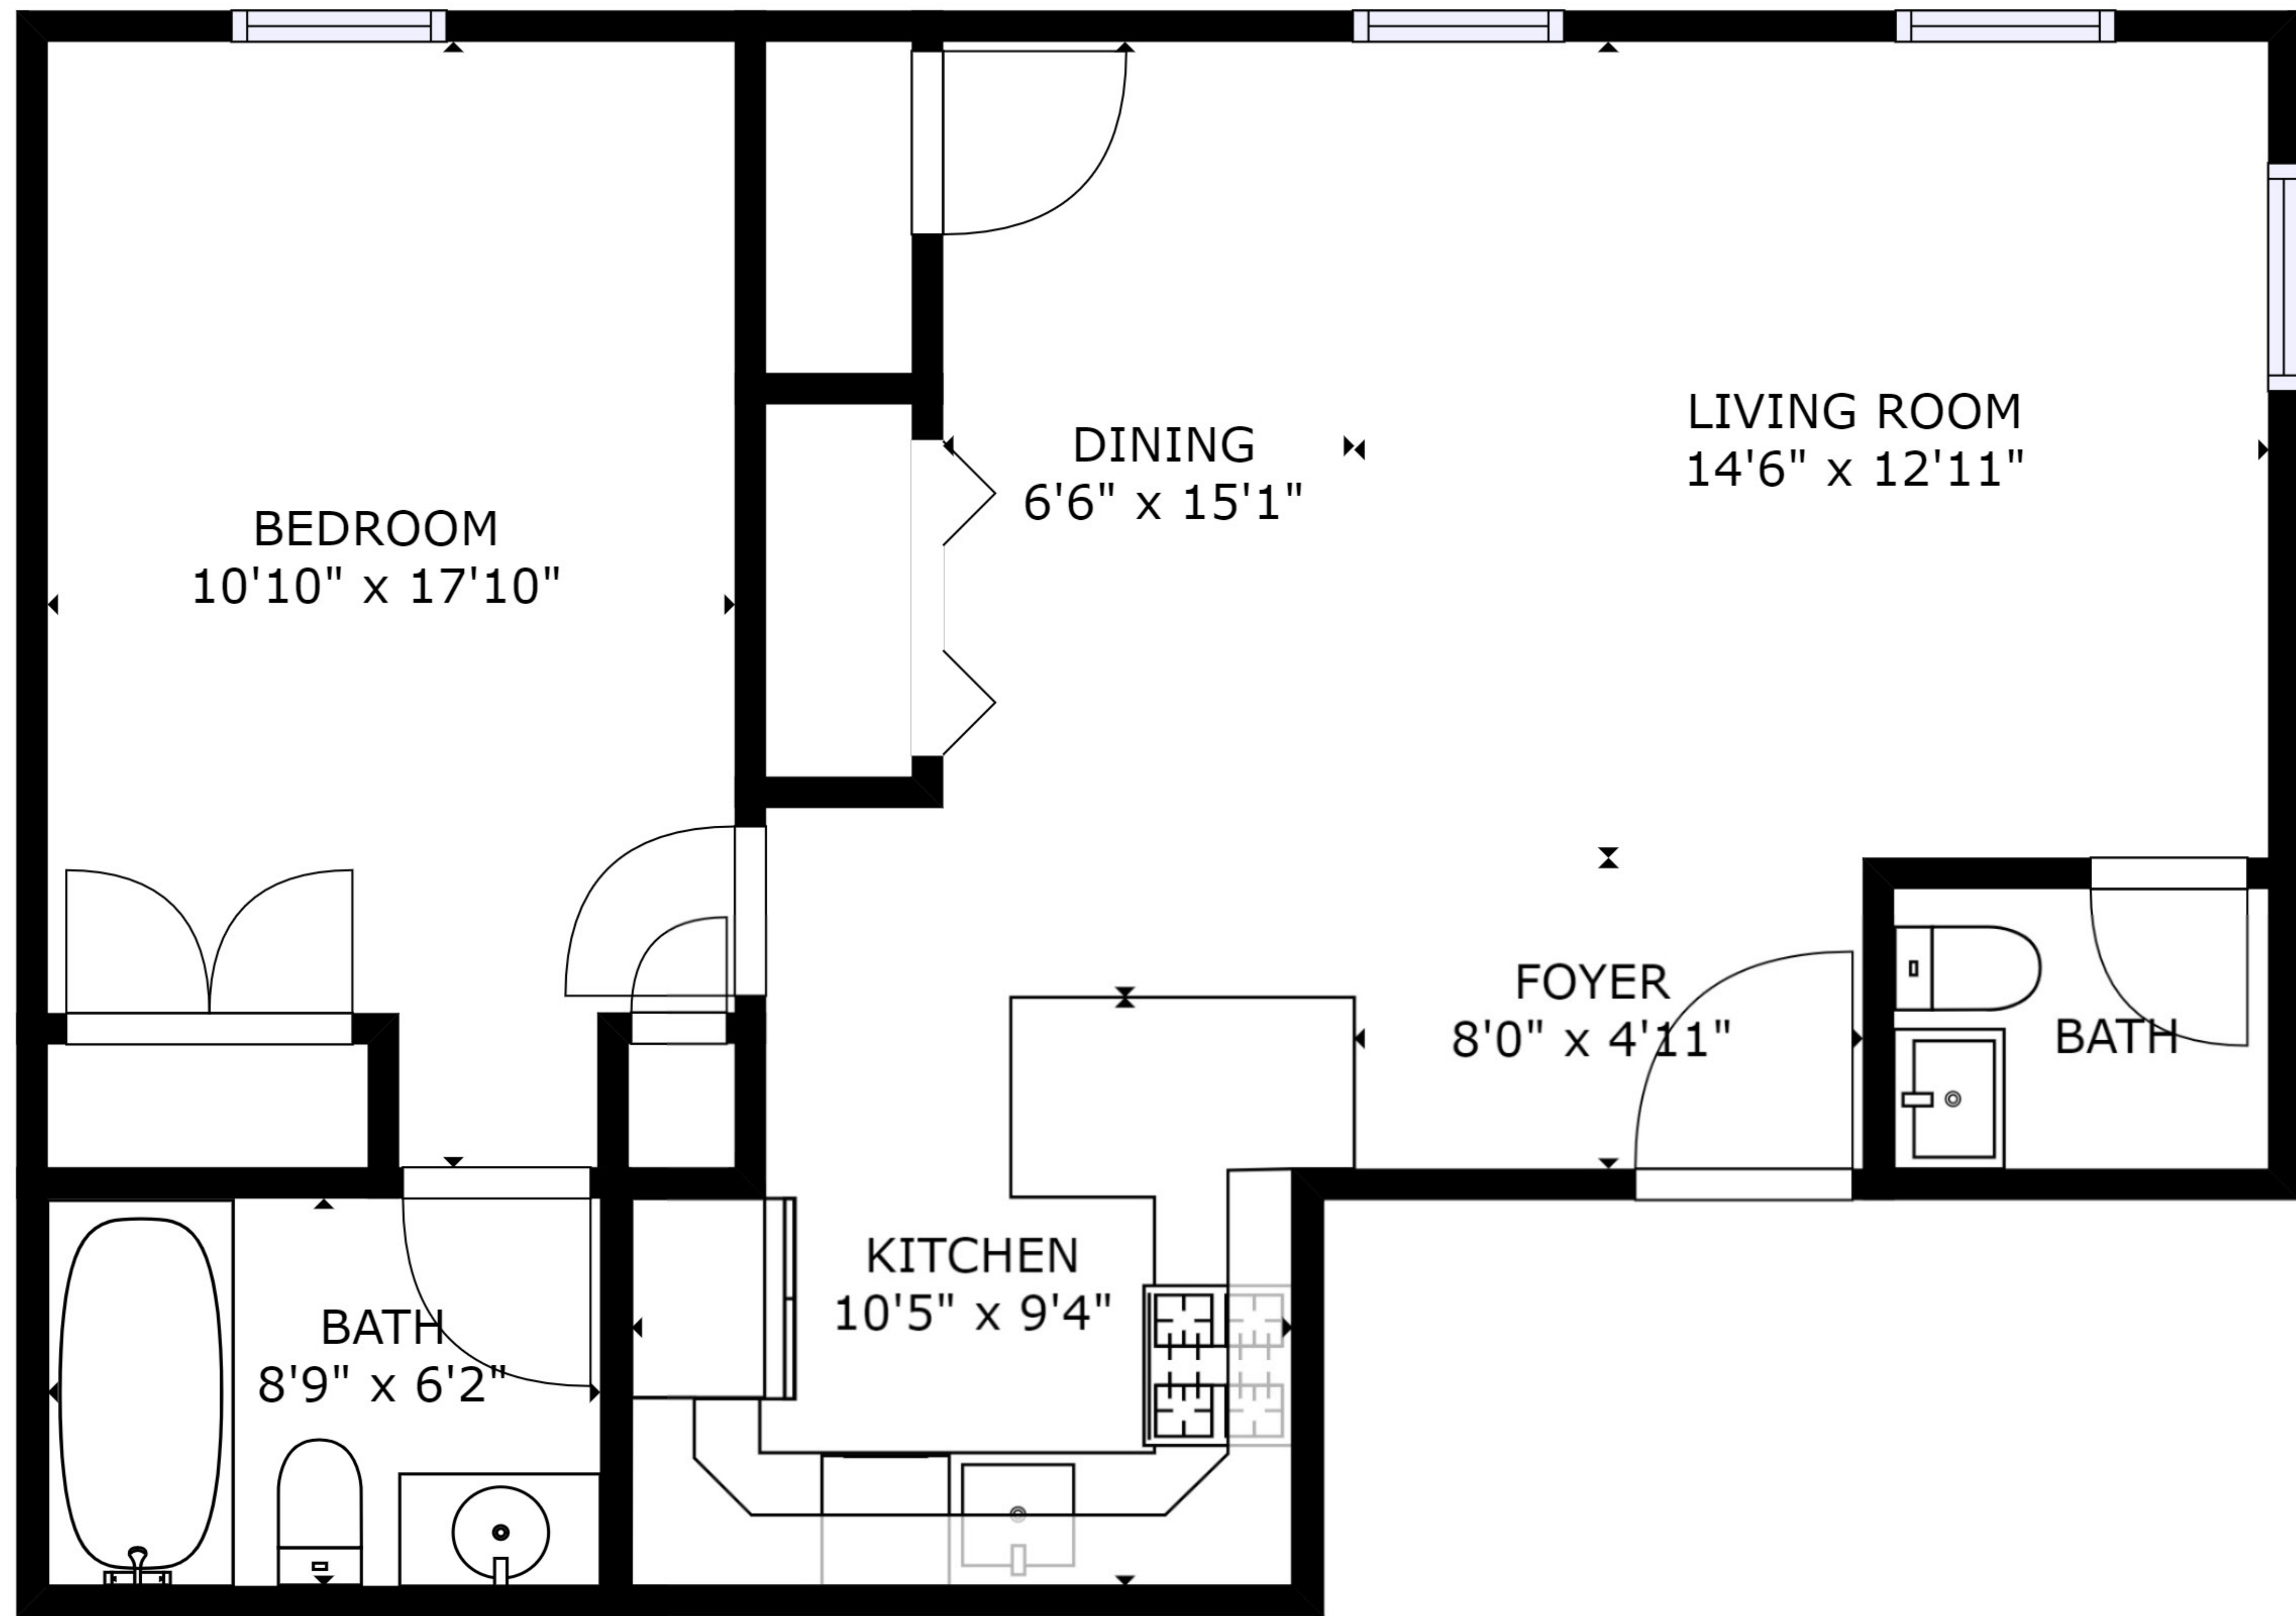 LIVING ROOM
14'6" x 12'11"
DINING
6'6" x 15'1"
BEDROOM
10'10" x 17'10"
FOYER
8'0" x 4'11"
BATH
KITCHEN
10'5" x 9'4"
BATH
8'9" x 6'2"